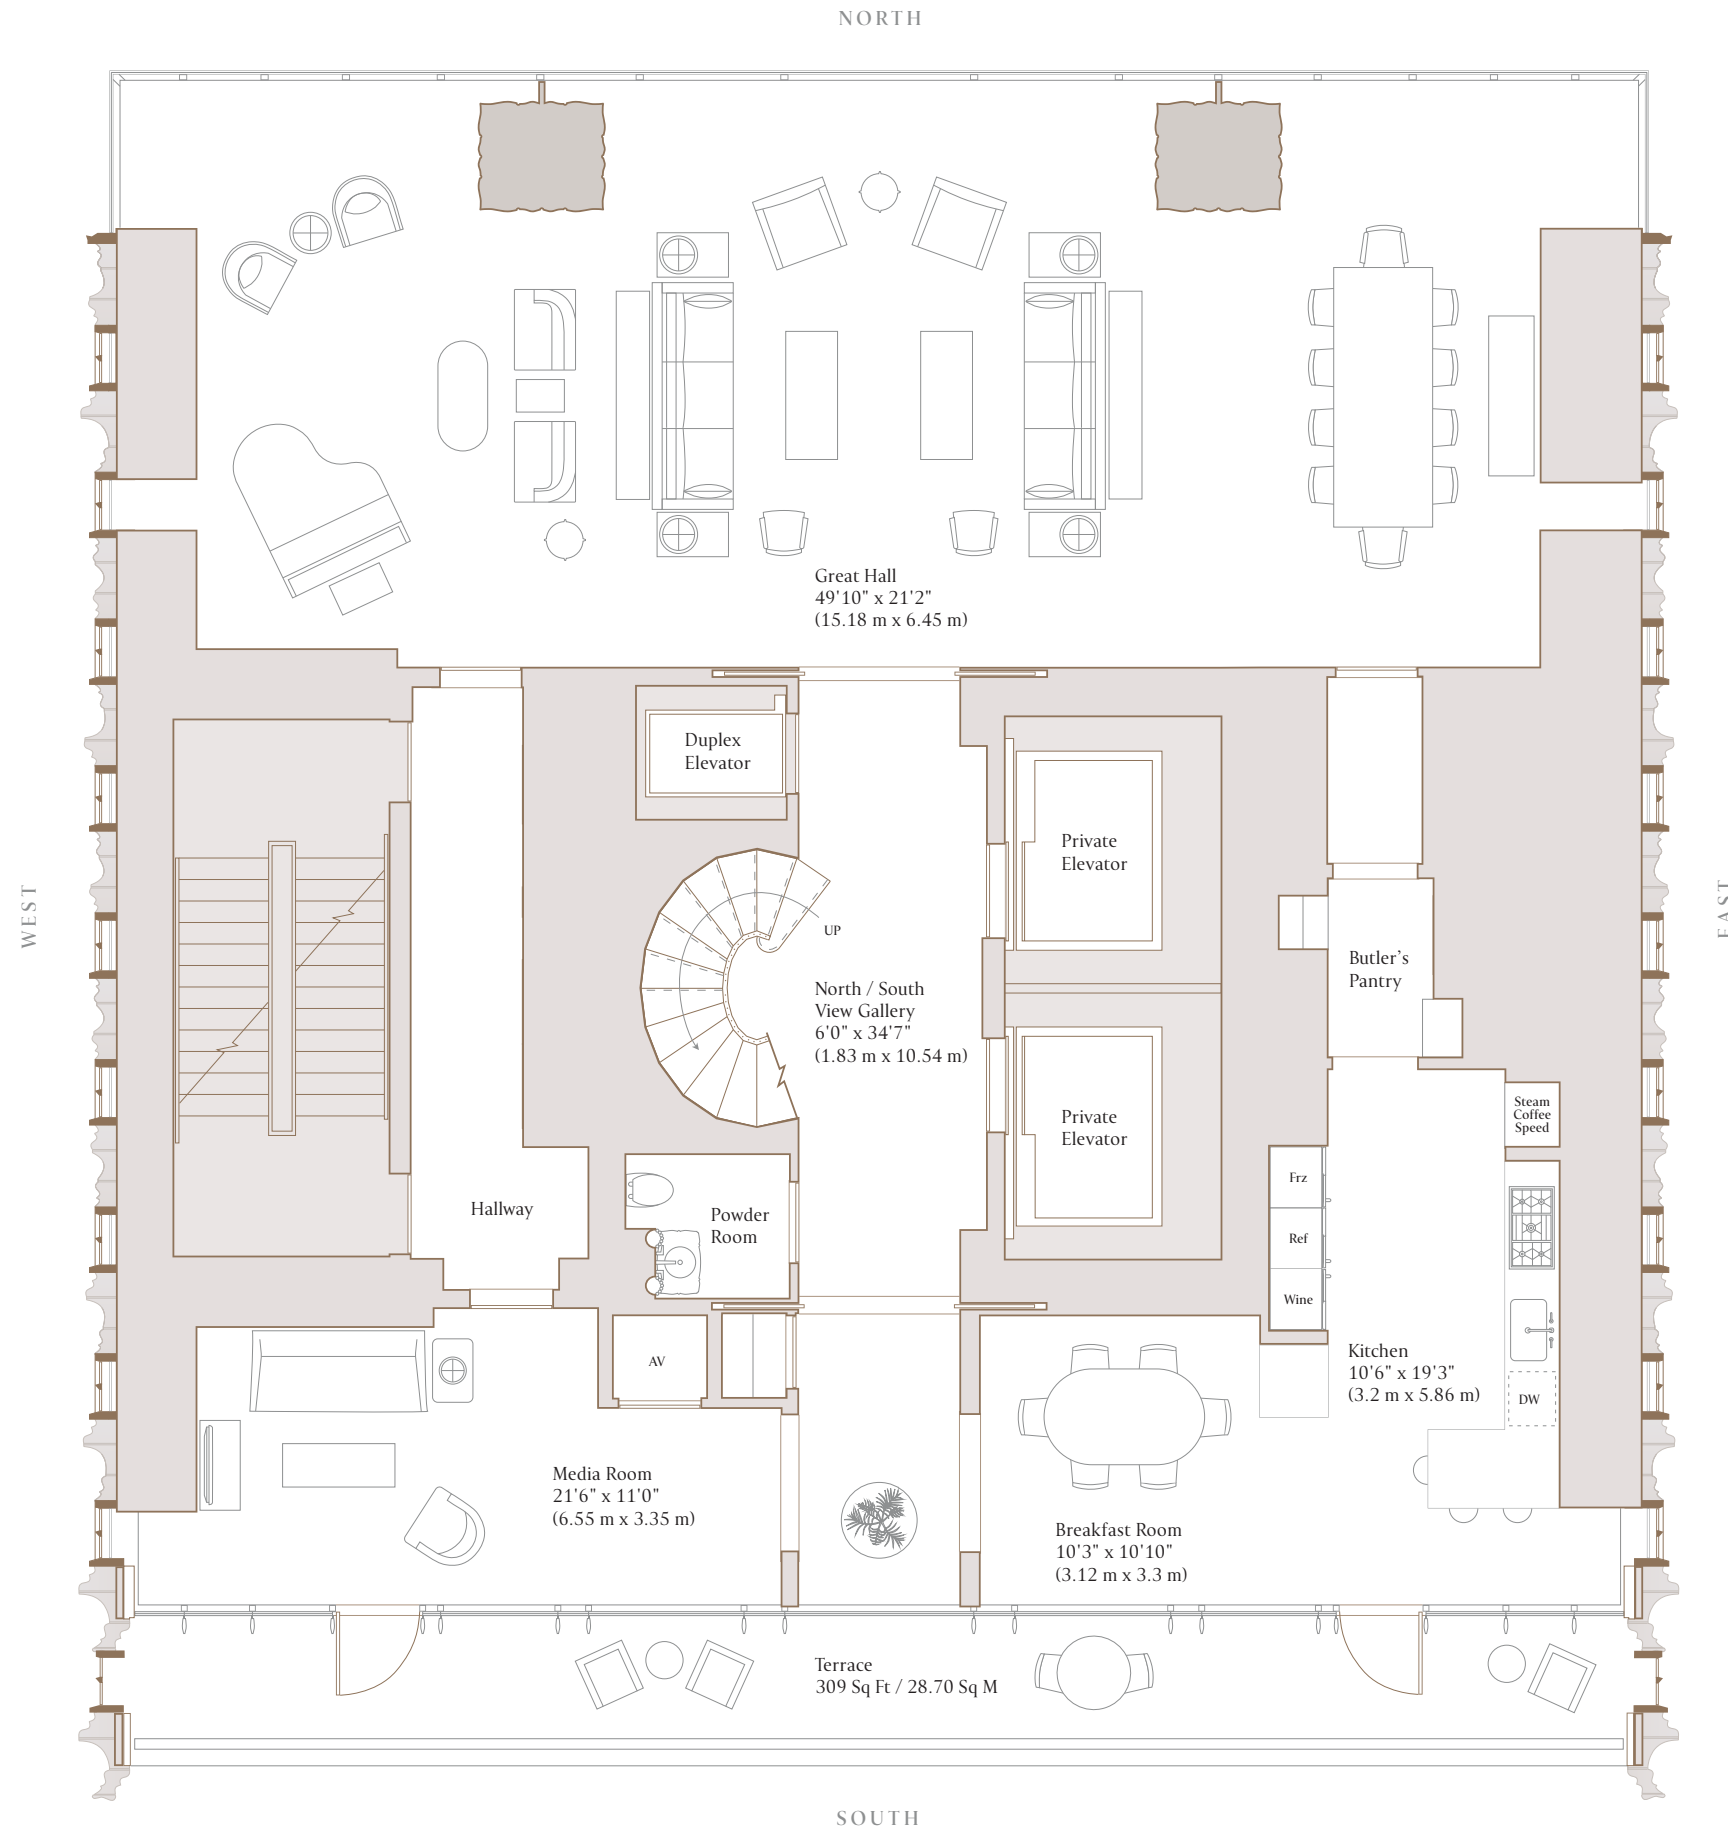 NORTH
Great Hall
49'10" x 21'2"
(15.18 m x 6.45 m)
Duplex
Elevator
Private
Elevator
WEST
EAST
UP
Butler's
Pantry
North / South
View Gallery
6'0" x 34'7"
(1.83 m x 10.54 m)
Private
Elevator
Steam
Coffee
Speed
Frz
Hallway
Powder
Room
Ref
Wine
AV
Kitchen
10'6" x 19'3"
(3.2 m x 5.86 m)
DW
Media Room
21'6" x 11'0"
(6.55 m x 3.35 m)
Breakfast Room
10'3" x 10'10"
(3.12 m x 3.3 m)
Terrace
309 Sq Ft / 28.70 Sq M
SOUTH